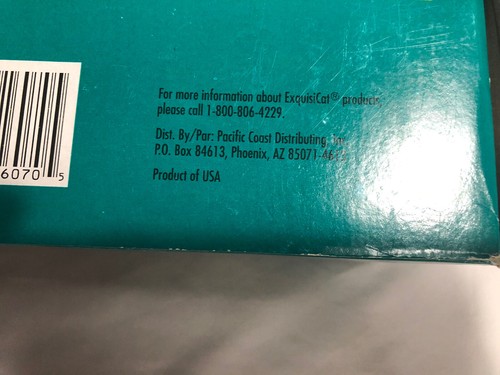 For more information about ExquisiCat® products
please call 1-800-806-4229.
Dist. By/Par: Pacific Coast Distributing,
P.O. Box 84613, Phoenix, AZ
Product of USA
6070 5